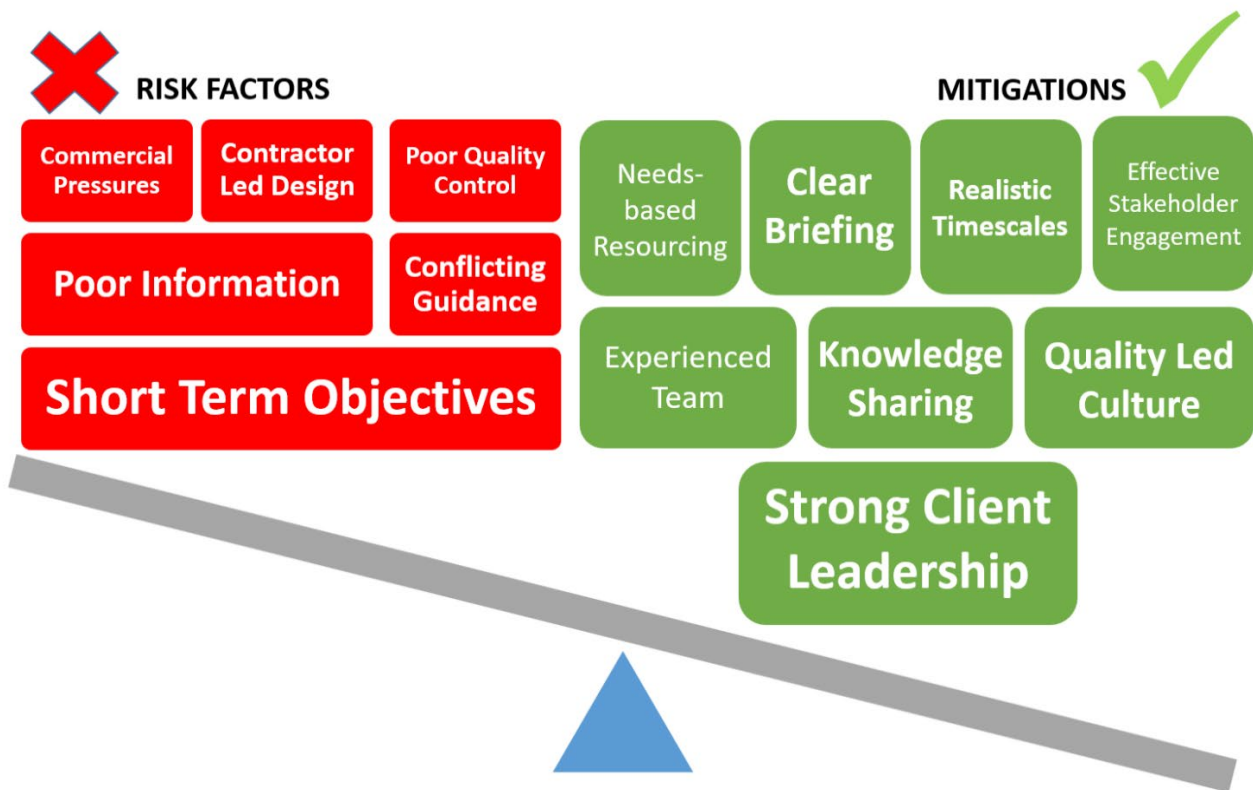 RISK FACTORS
MITIGATIONS
Commercial
Pressures
Contractor
Led Design
Poor Quality
Control
Needs-
based
Resourcing
Clear
Briefing
Realistic
Timescales
Effective
Stakeholder
Engagement
Poor Information
Conflicting
Guidance
Experienced
Team
Knowledge
Sharing
Quality Led
Culture
Short Term Objectives
Strong Client
Leadership